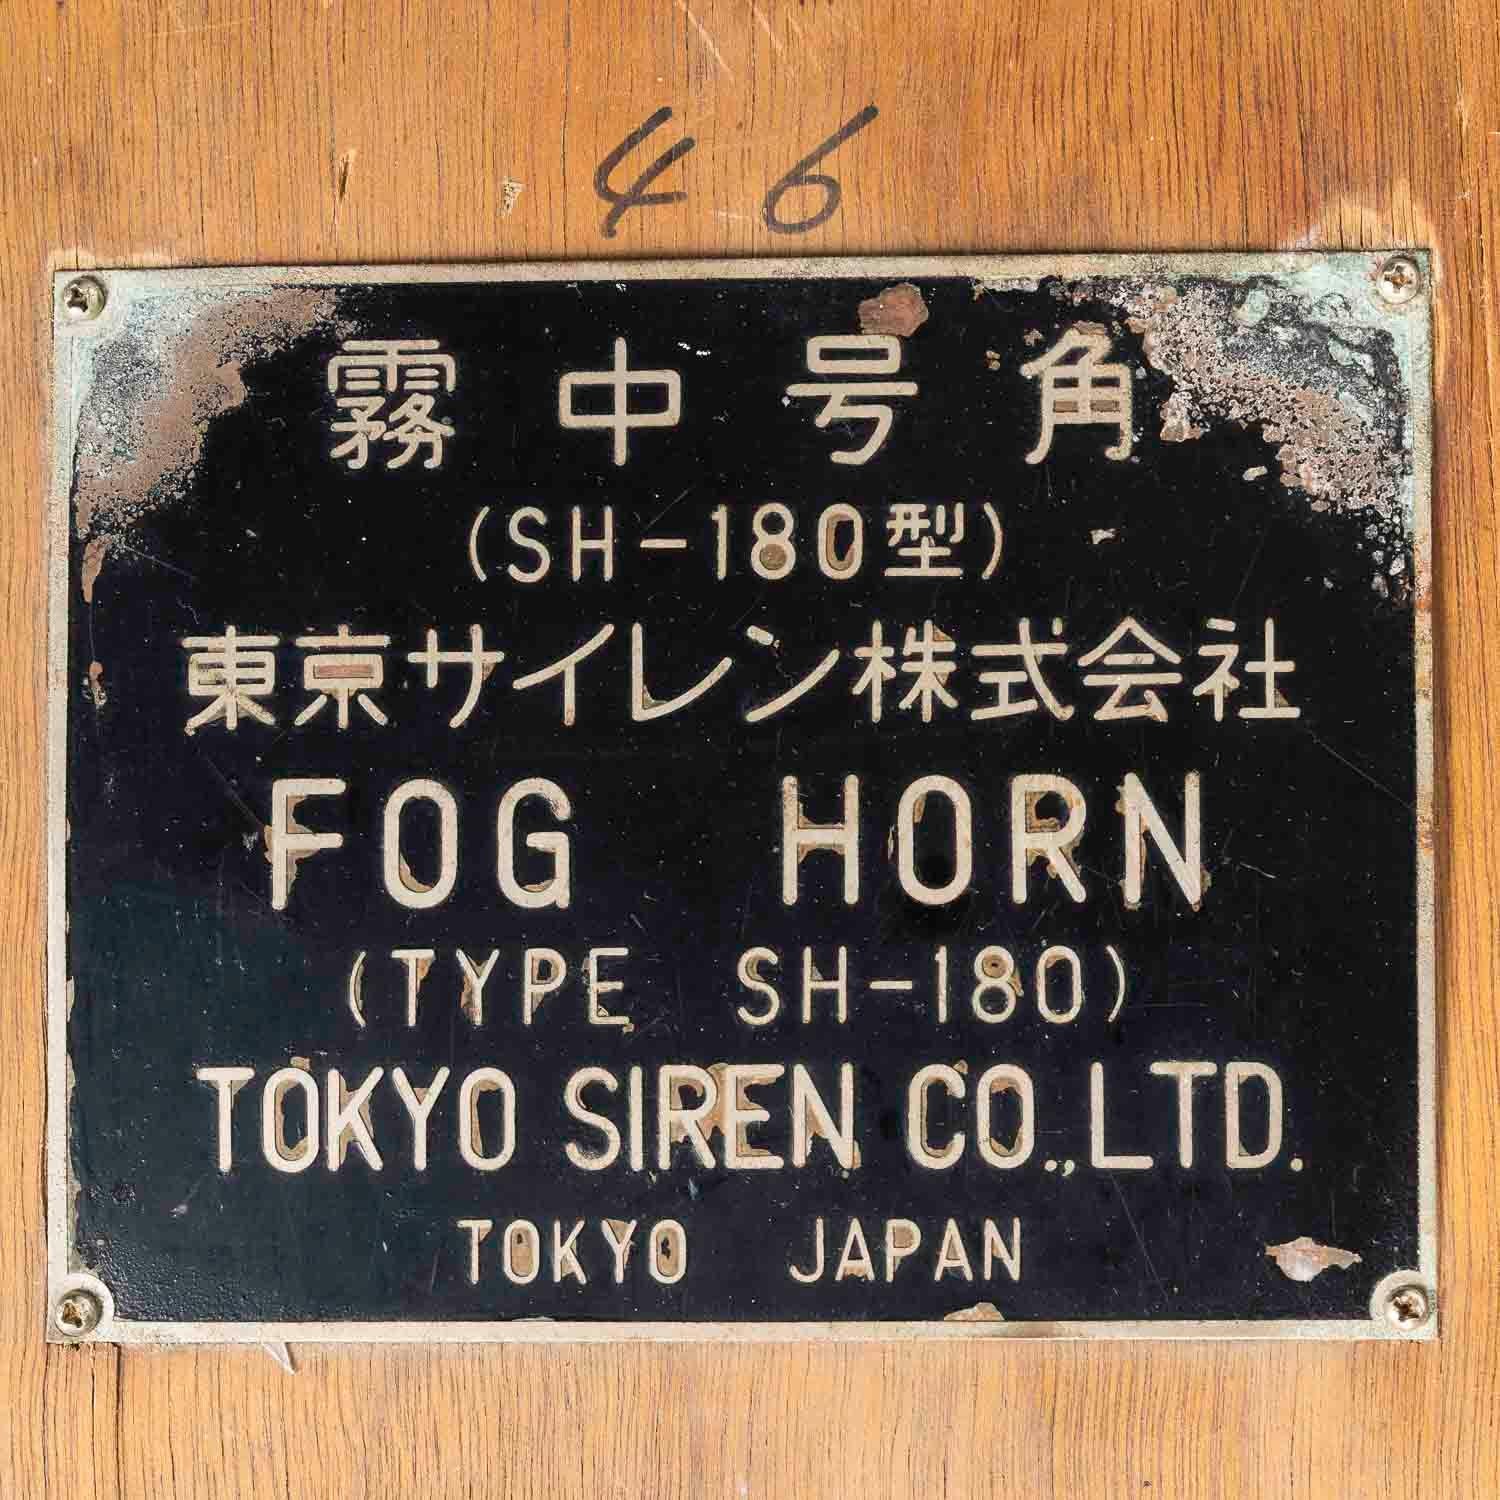 46
霧中号角
(SH-180型)
東京サイレン株式会社
FOG HORN
(TYPE SH-180)
TOKYO SIREN CO., LTD.
TOKYO JAPAN